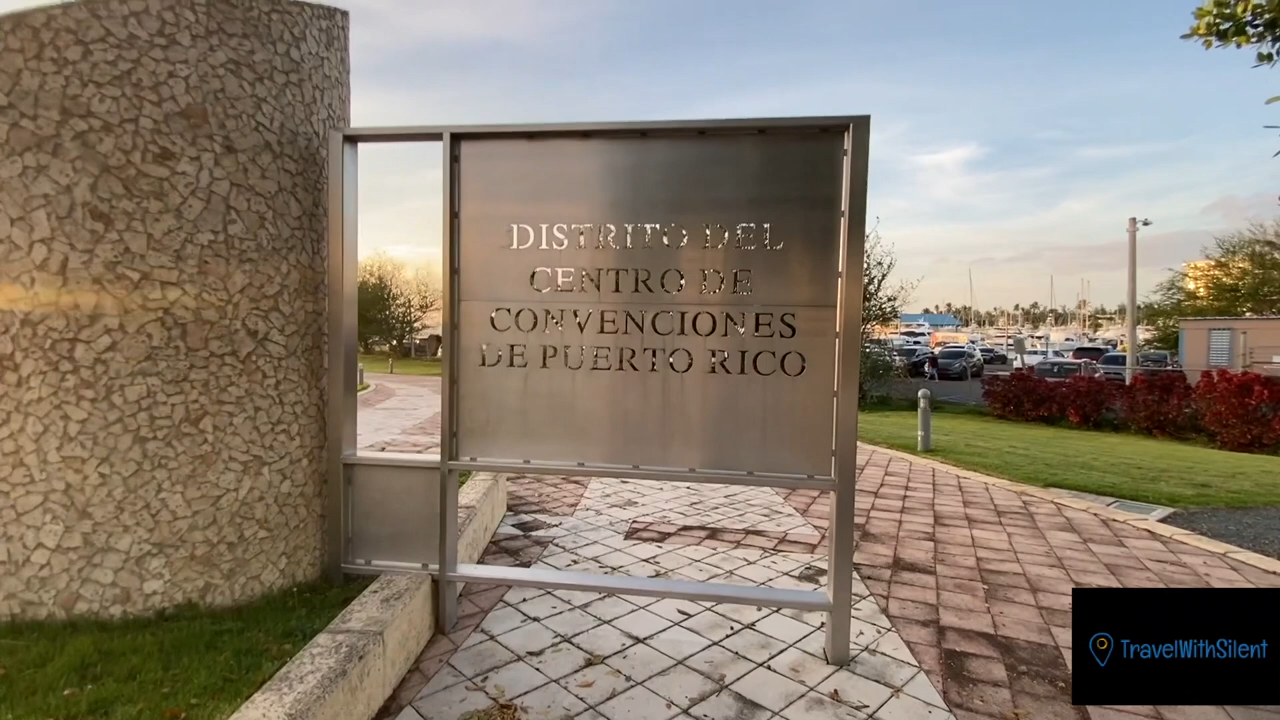 DISTRITO DEL
CENTRO DE
CONVENCIONES
DE PUERTO RICO
TravelWithSilent